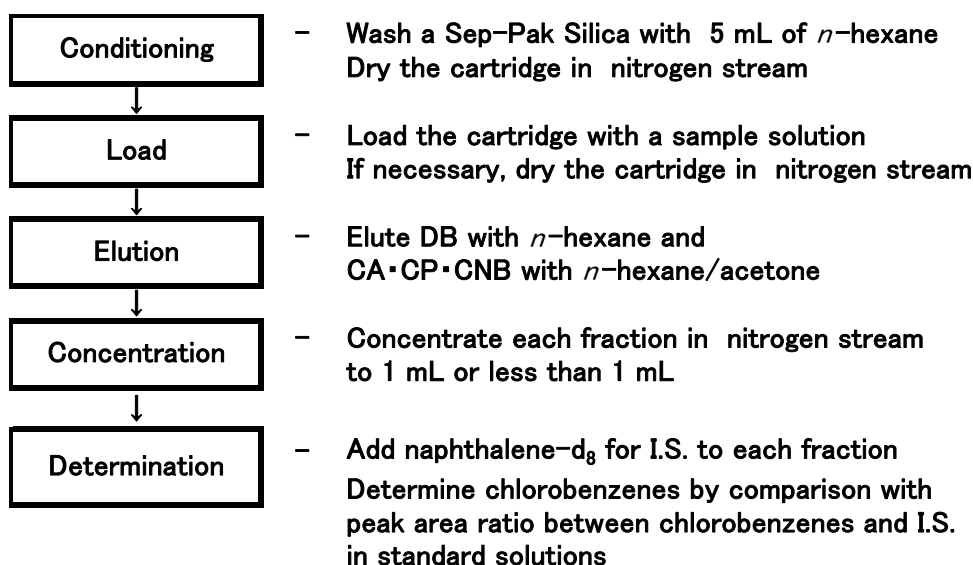 Conditioning
- Wash a Sep-Pak Silica with 5 mL of n-hexane
Dry the cartridge in nitrogen stream
↓
Load
- Load the cartridge with a sample solution
If necessary, dry the cartridge in nitrogen stream
↓
Elution
- Elute DB with n-hexane and
CA・CP・CNB with n-hexane/acetone
↓
Concentration
- Concentrate each fraction in nitrogen stream
to 1 mL or less than 1 mL
↓
Determination
- Add naphthalene-d₈ for I.S. to each fraction
Determine chlorobenzenes by comparison with
peak area ratio between chlorobenzenes and I.S.
in standard solutions